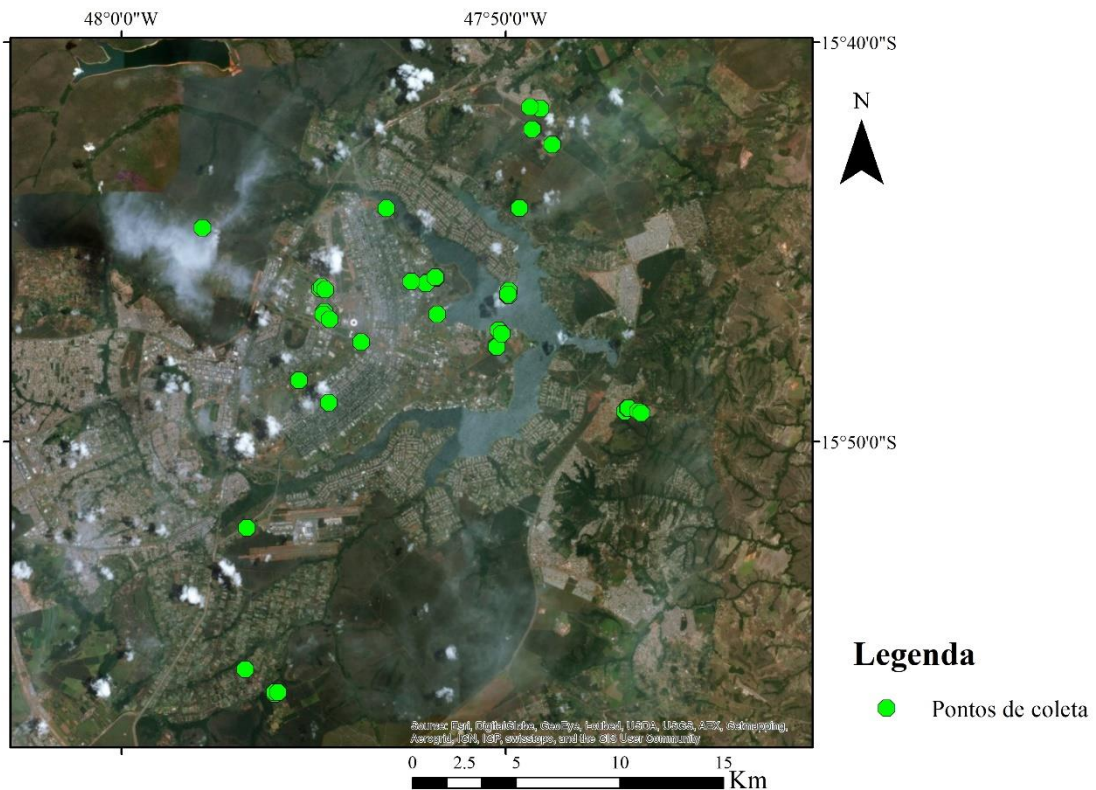 48°0'0"W 47°50'0"W
15°40'0"S
N
15°50'0"S
Legenda
Pontos de coleta
Source: Esri, DigitalGlobe, GeoEye, i-cubed, USDA, USGS, AEX, Getmapping,
Aerogrid, IGN, IGP, swisstopo, and the GIS User Community
0 2.5 5 10 15
Km